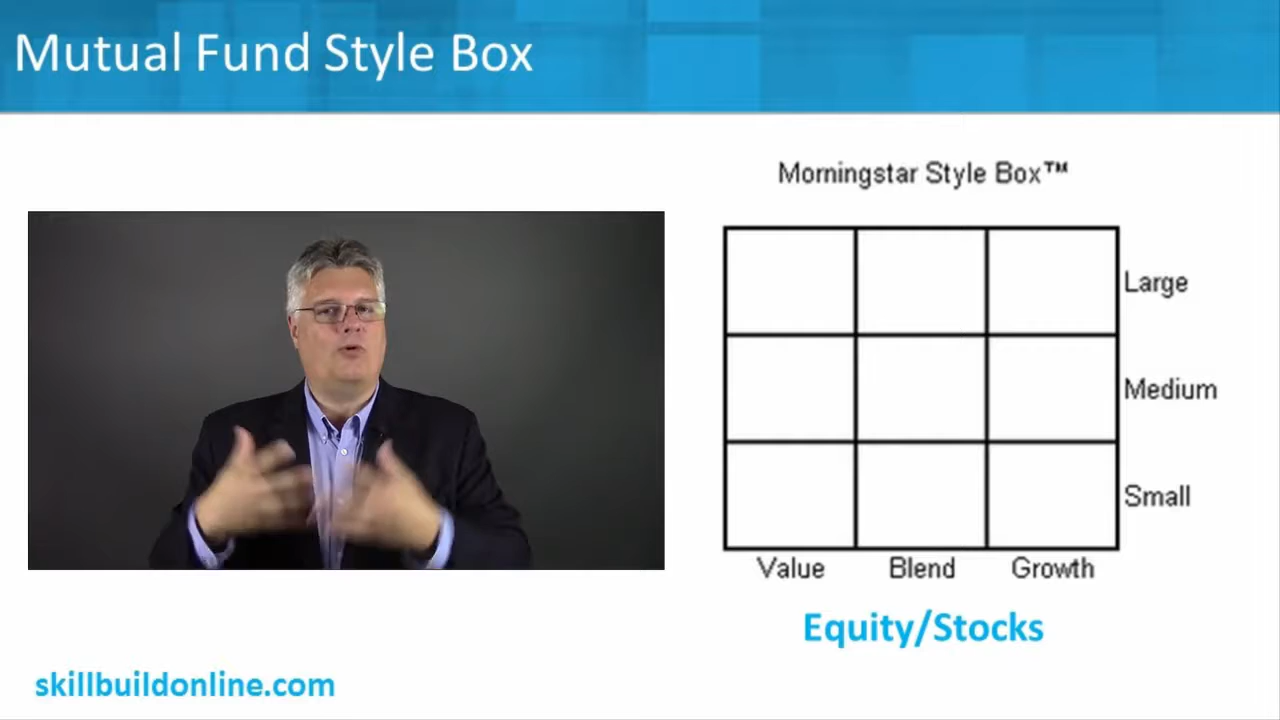 Mutual Fund Style Box
Morningstar Style Box™
Large
Medium
Small
Value Blend Growth
Equity/Stocks
skillbuildonline.com